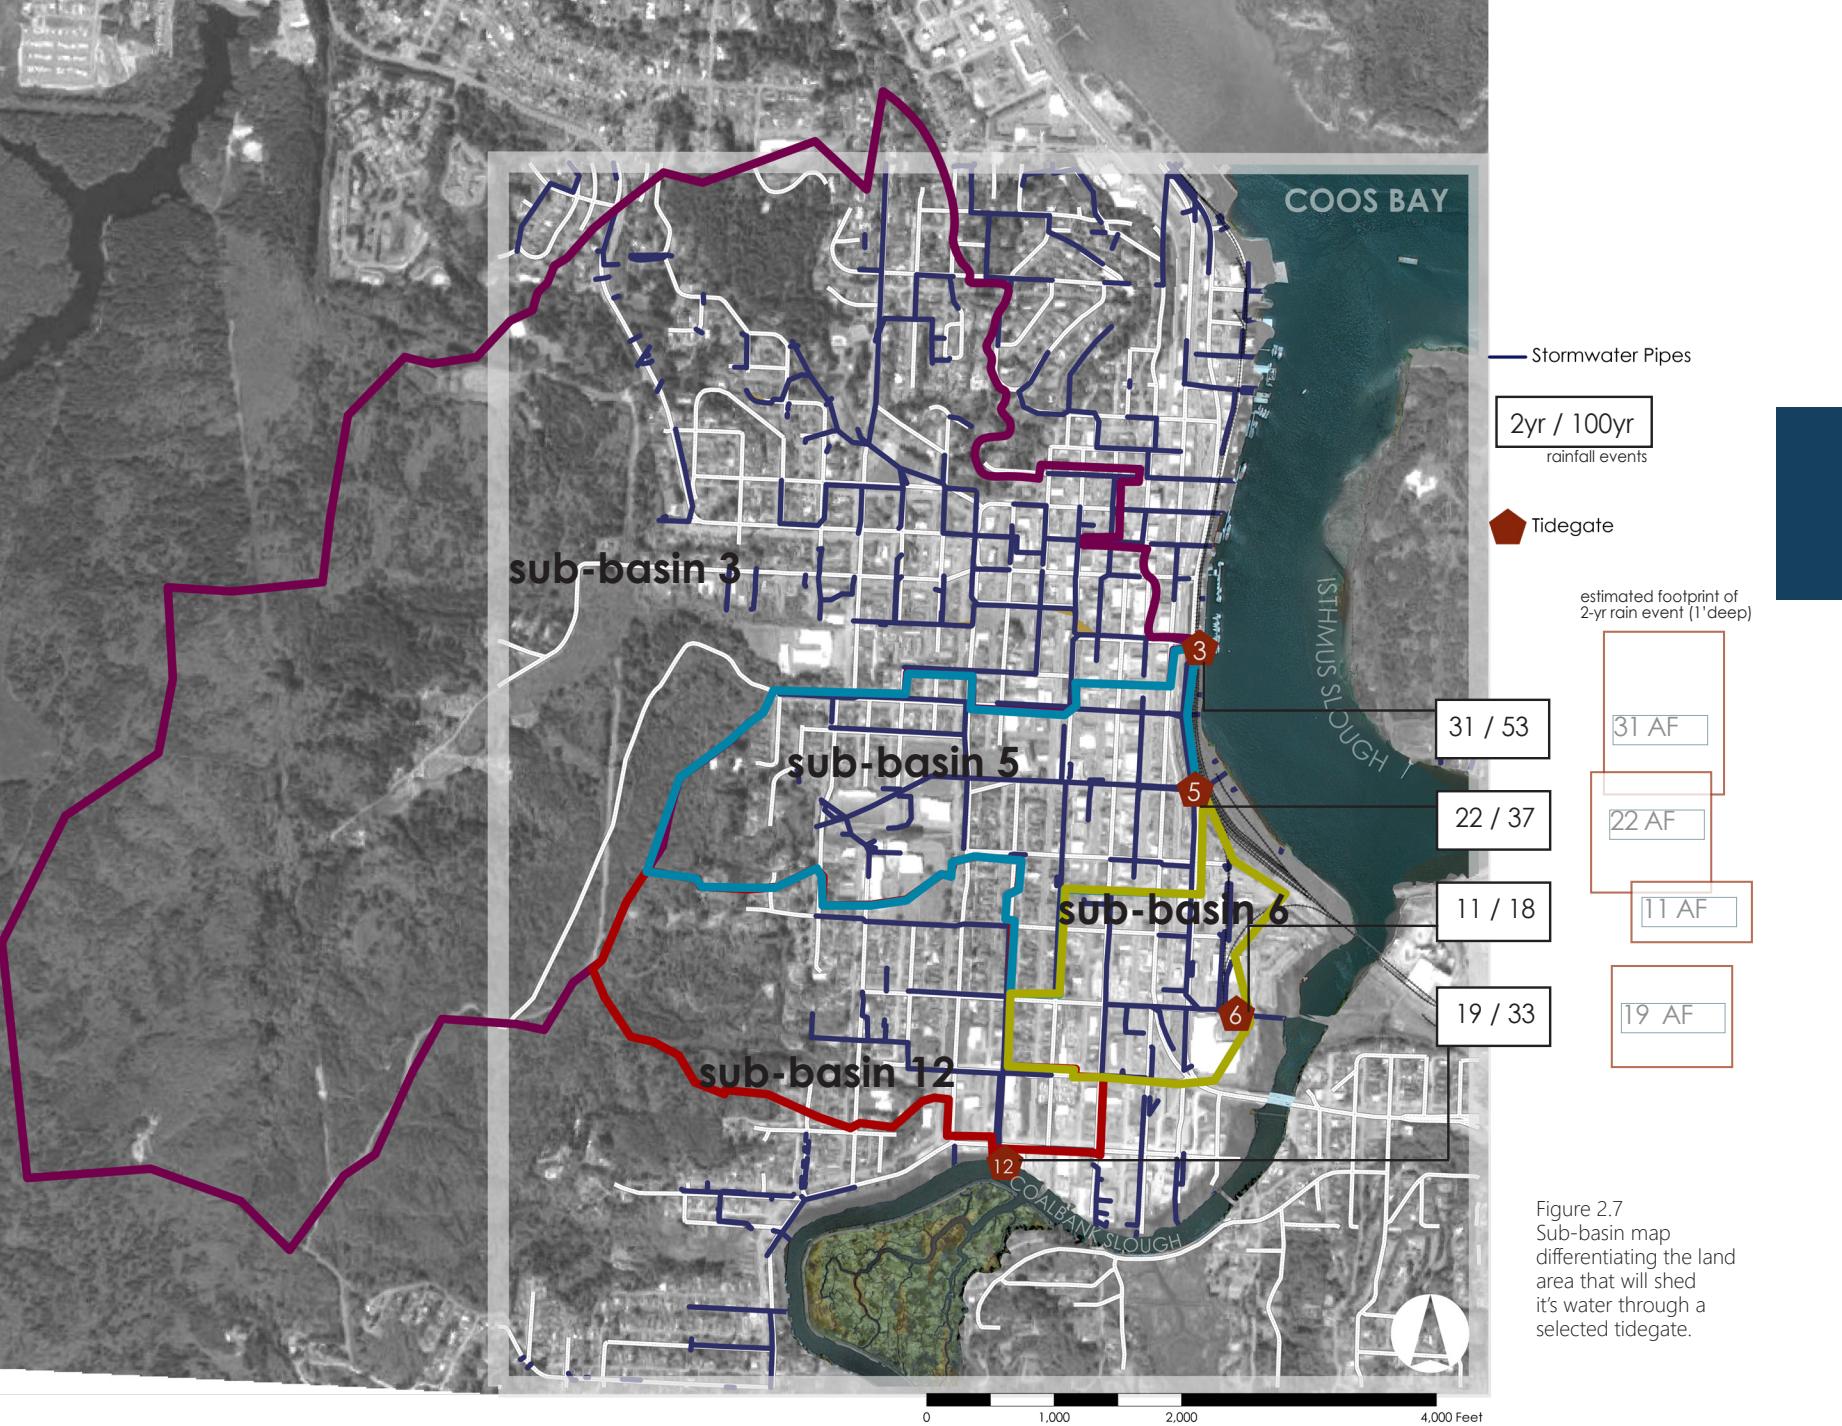 COOS BAY
Stormwater Pipes
2yr / 100yr
rainfall events
Tidegate
sub-basin 3
ISTHMUS SLOUGH
estimated footprint of
2-yr rain event (1'deep)
3
31 / 53
31 AF
sub-basin 5
5
22 / 37
22 AF
sub-basin 6
11 / 18
11 AF
6
19 / 33
19 AF
sub-basin 12
12
COALBANK SLOUGH
Figure 2.7
Sub-basin map
differentiating the land
area that will shed
it's water through a
selected tidegate.
0 1,000 2,000 4,000 Feet